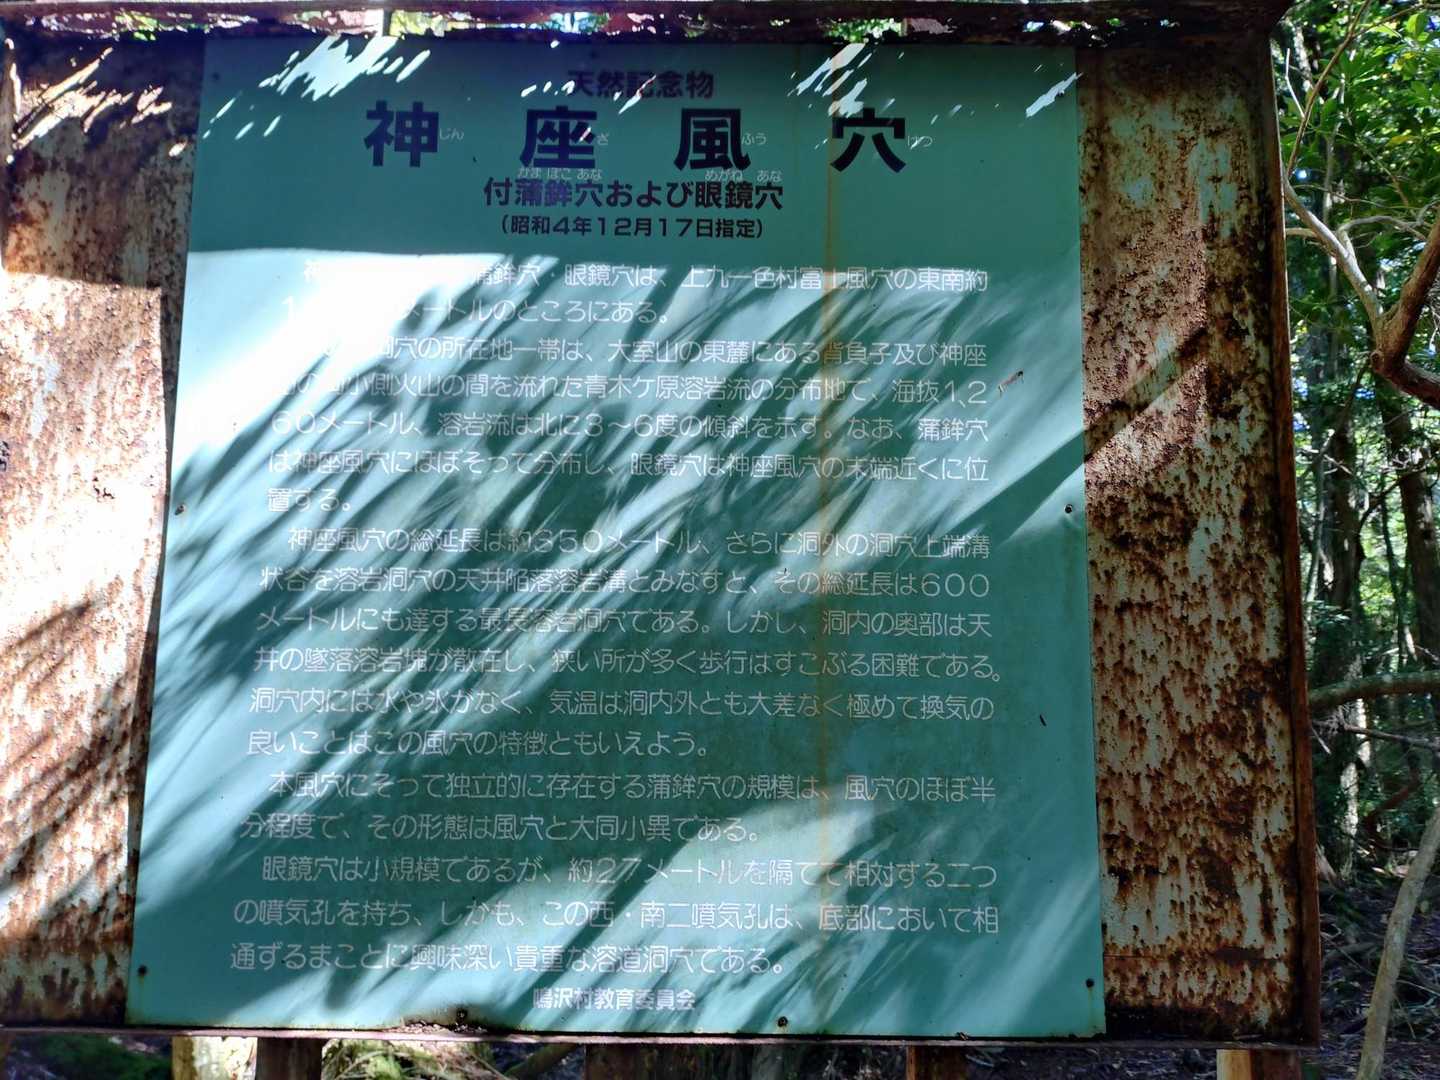 天然記念物
神座風穴
じん ざ ふう けつ
かま ぼこ あな めがね あな
付蒲鉾穴および眼鏡穴
（昭和4年12月17日指定）
蒲鉾穴・眼鏡穴は、上九一色村富士風穴の東南約
メートルのところにある。
洞穴の所在地一帯は、大室山の東麓にある背負子及び神座
の 小側火山の間を流れた青木ケ原溶岩流の分布地で、海抜1,2
60メートル、溶岩流は北に3～6度の傾斜を示す。なお、蒲鉾穴
は神座風穴にほぼそって分布し、眼鏡穴は神座風穴の末端近くに位
置する。
神座風穴の総延長は約350メートル、さらに洞外の洞穴上端溝
状谷を溶岩洞穴の天井陥落溶岩溝とみなすと、その総延長は600
メートルにも達する最長溶岩洞穴である。しかし、洞内の奥部は天
井の墜落溶岩塊が散在し、狭い所が多く歩行はすこぶる困難である。
洞穴内には水や氷がなく、気温は洞内外とも大差なく極めて換気の
良いことはこの風穴の特徴ともいえよう。
本風穴にそって独立的に存在する蒲鉾穴の規模は、風穴のほぼ半
分程度で、その形態は風穴と大同小異である。
眼鏡穴は小規模であるが、約27メートルを隔てて相対する二つ
の噴気孔を持ち、しかも、この西・南二噴気孔は、底部において相
通ずるまことに興味深い貴重な溶道洞穴である。
鳴沢村教育委員会